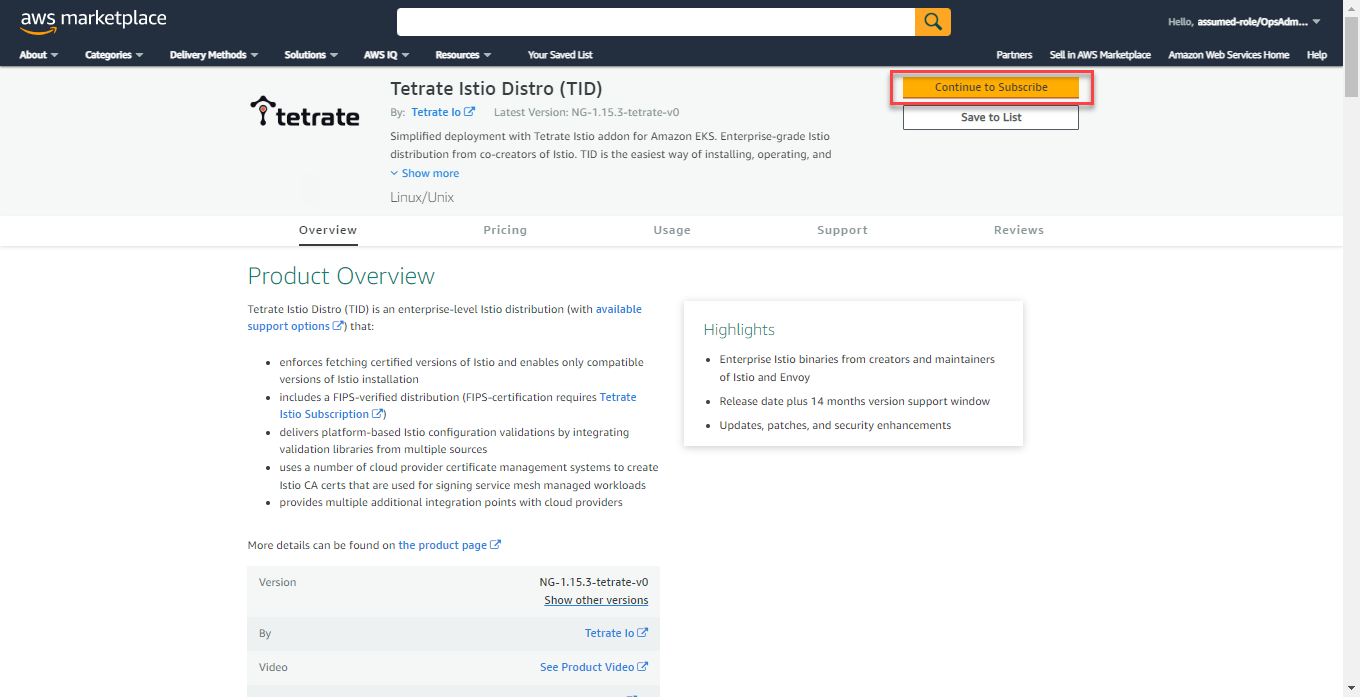 aws marketplace
Hello, assumed-role/OpsAdm...
About Categories Delivery Methods Solutions AWS IQ Resources Your Saved List Partners Sell in AWS Marketplace Amazon Web Services Home Help
tetrate
Tetrate Istio Distro (TID)
By: Tetrate Io Latest Version: NG-1.15.3-tetrate-v0
Simplified deployment with Tetrate Istio addon for Amazon EKS. Enterprise-grade Istio
distribution from co-creators of Istio. TID is the easiest way of installing, operating, and
Show more
Linux/Unix
Continue to Subscribe
Save to List
Overview Pricing Usage Support Reviews
Product Overview
Tetrate Istio Distro (TID) is an enterprise-level Istio distribution (with available
support options) that:
• enforces fetching certified versions of Istio and enables only compatible
versions of Istio installation
• includes a FIPS-verified distribution (FIPS-certification requires Tetrate
Istio Subscription)
• delivers platform-based Istio configuration validations by integrating
validation libraries from multiple sources
• uses a number of cloud provider certificate management systems to create
Istio CA certs that are used for signing service mesh managed workloads
• provides multiple additional integration points with cloud providers
More details can be found on the product page
Highlights
• Enterprise Istio binaries from creators and maintainers
of Istio and Envoy
• Release date plus 14 months version support window
• Updates, patches, and security enhancements
Version NG-1.15.3-tetrate-v0
Show other versions
By Tetrate Io
Video See Product Video